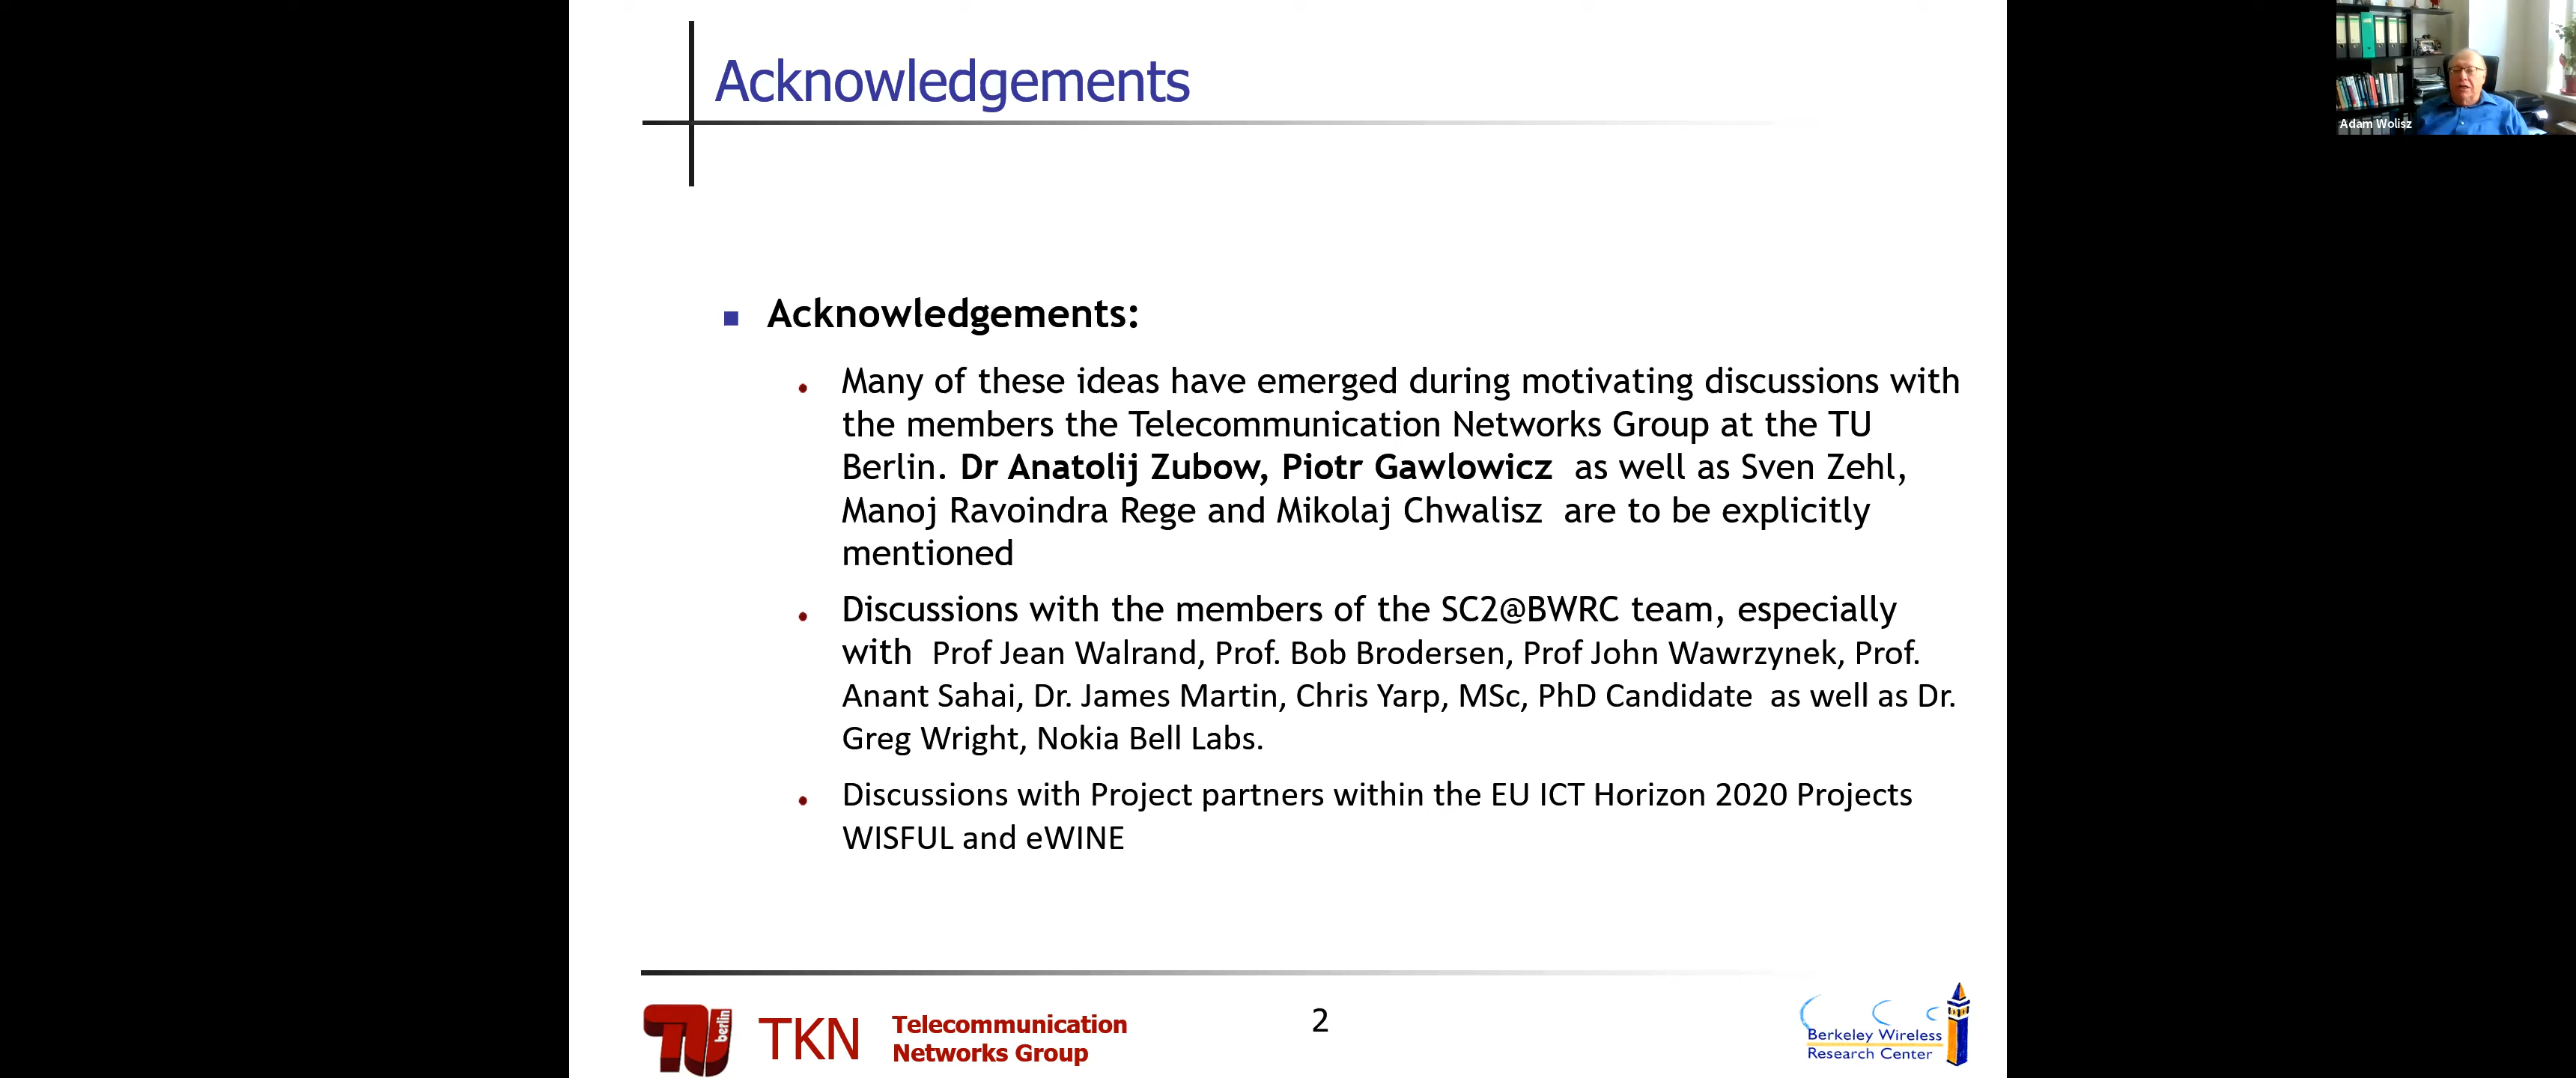 Acknowledgements
Adam Wolisz
Acknowledgements:
Many of these ideas have emerged during motivating discussions with
the members the Telecommunication Networks Group at the TU
Berlin. Dr Anatolij Zubow, Piotr Gawlowicz as well as Sven Zehl,
Manoj Ravoindra Rege and Mikolaj Chwalisz are to be explicitly
mentioned
Discussions with the members of the SC2@BWRC team, especially
with Prof Jean Walrand, Prof. Bob Brodersen, Prof John Wawrzynek, Prof.
Anant Sahai, Dr. James Martin, Chris Yarp, MSc, PhD Candidate as well as Dr.
Greg Wright, Nokia Bell Labs.
Discussions with Project partners within the EU ICT Horizon 2020 Projects
WISFUL and eWINE
TU berlin
TKN
Telecommunication
Networks Group
2
Berkeley Wireless
Research Center